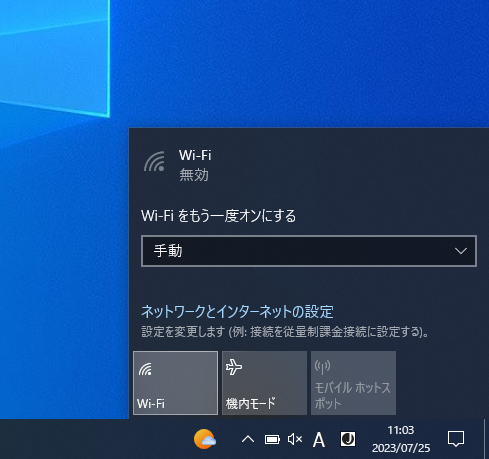 Wi-Fi
無効
Wi-Fi をもう一度オンにする
手動
ネットワークとインターネットの設定
設定を変更します (例: 接続を従量制課金接続に設定する)。
Wi-Fi
機内モード
モバイル ホットス
ポット
A
J
11:03
2023/07/25